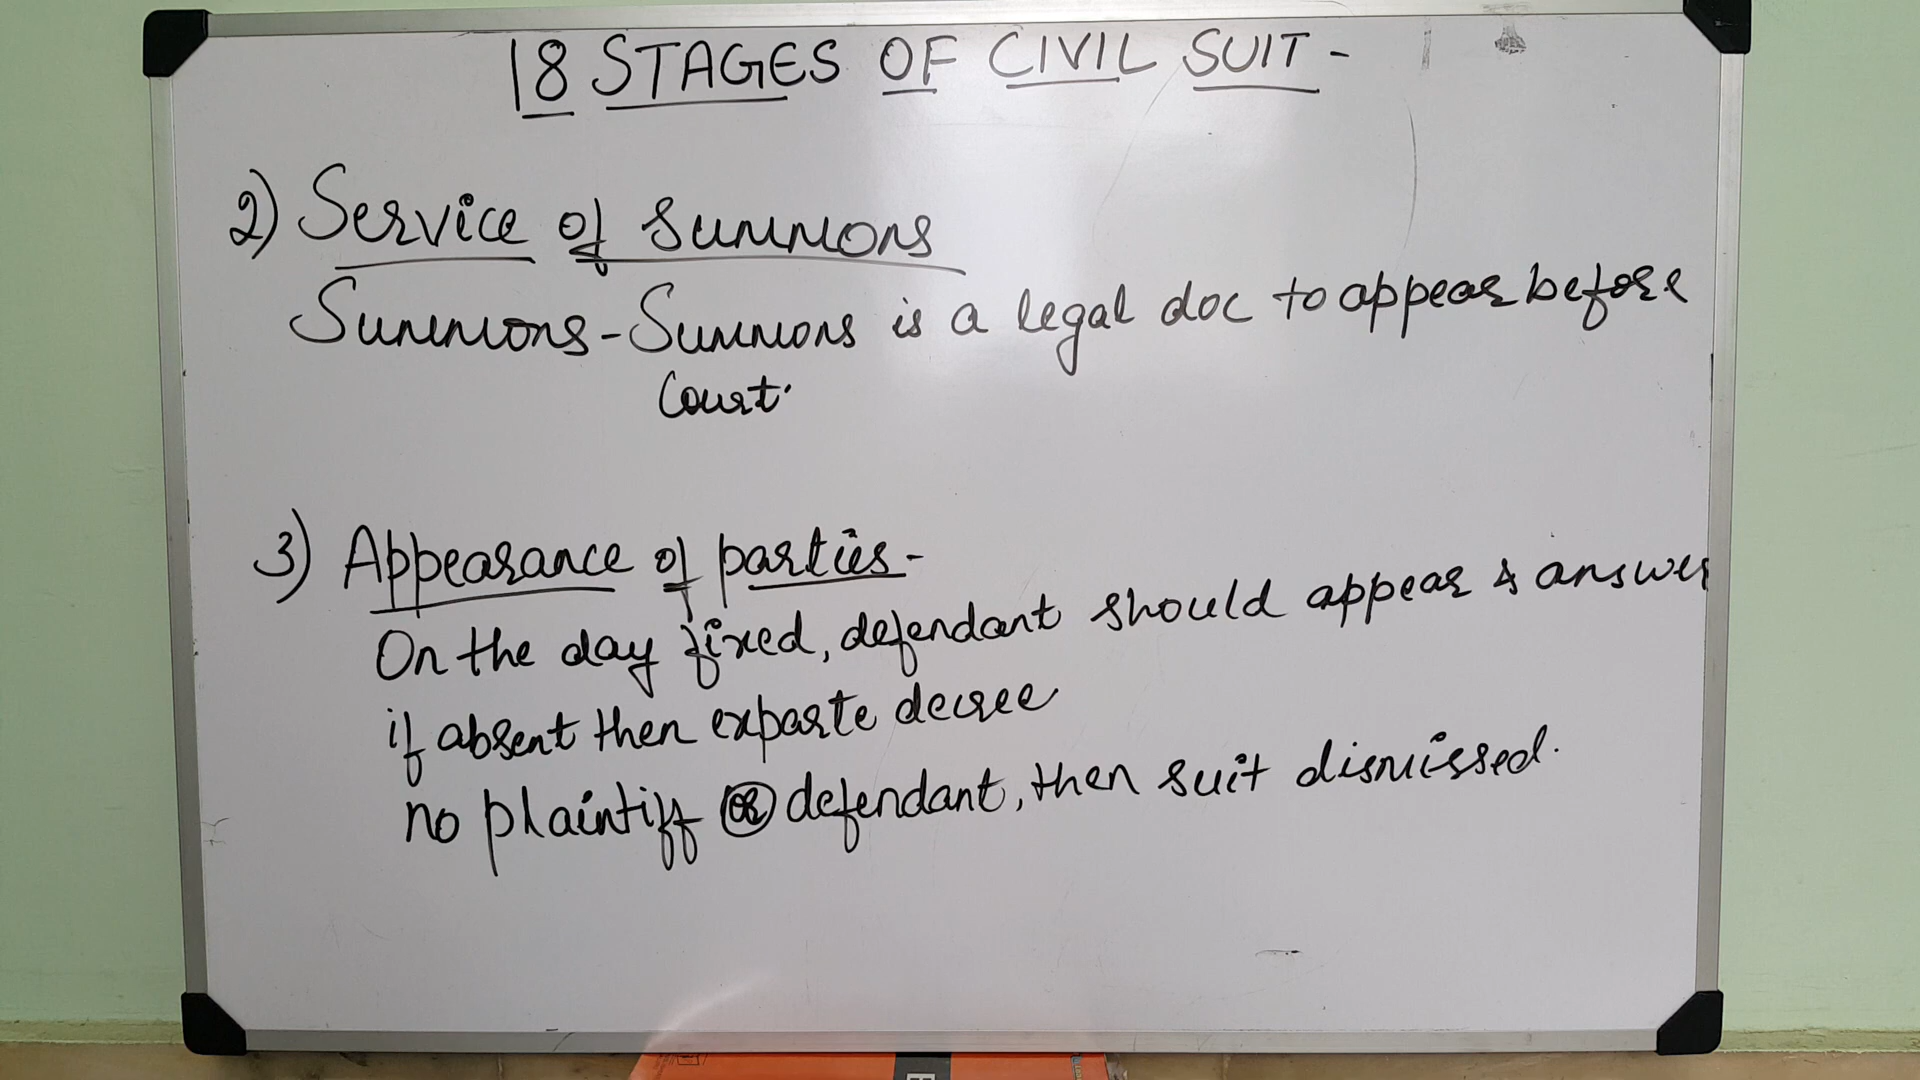 18 STAGES OF CIVIL SUIT -
2) Service of summons
Summons - Summons is a legal doc to appear before
Court.
3) Appearance of parties -
On the day fixed, defendant should appear & answer
if absent then exparte decree
no plaintiff or defendant, then suit dismissed.